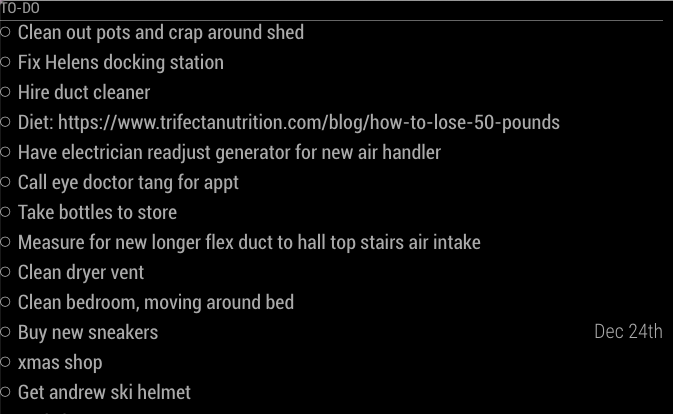 TO-DO
Clean out pots and crap around shed
Fix Helens docking station
Hire duct cleaner
Diet: https://www.trifectanutrition.com/blog/how-to-lose-50-pounds
Have electrician readjust generator for new air handler
Call eye doctor tang for appt
Take bottles to store
Measure for new longer flex duct to hall top stairs air intake
Clean dryer vent
Clean bedroom, moving around bed
Buy new sneakers Dec 24th
xmas shop
Get andrew ski helmet